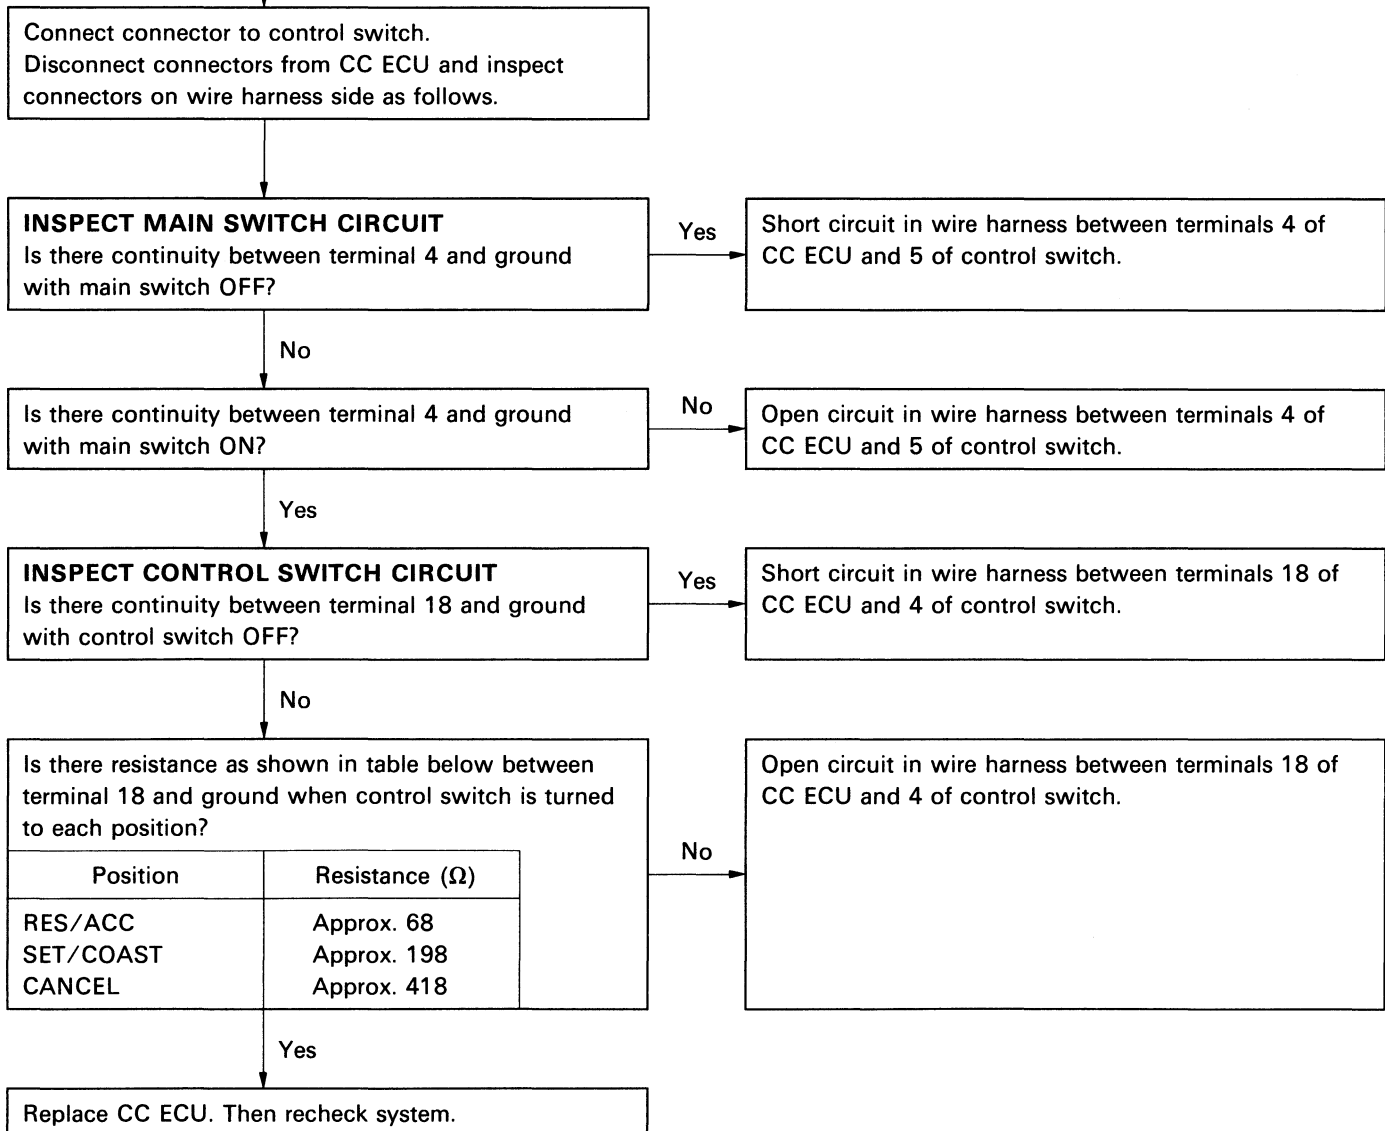 Connect connector to control switch.
Disconnect connectors from CC ECU and inspect
connectors on wire harness side as follows.
INSPECT MAIN SWITCH CIRCUIT
Is there continuity between terminal 4 and ground
with main switch OFF?
Yes
Short circuit in wire harness between terminals 4 of
CC ECU and 5 of control switch.
No
Is there continuity between terminal 4 and ground
with main switch ON?
No
Open circuit in wire harness between terminals 4 of
CC ECU and 5 of control switch.
Yes
INSPECT CONTROL SWITCH CIRCUIT
Is there continuity between terminal 18 and ground
with control switch OFF?
Yes
Short circuit in wire harness between terminals 18 of
CC ECU and 4 of control switch.
No
Is there resistance as shown in table below between
terminal 18 and ground when control switch is turned
to each position?
Position Resistance (Ω)
RES/ACC Approx. 68
SET/COAST Approx. 198
CANCEL Approx. 418
No
Open circuit in wire harness between terminals 18 of
CC ECU and 4 of control switch.
Yes
Replace CC ECU. Then recheck system.